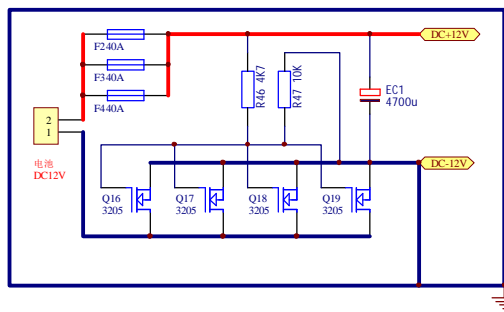 DC+12V
F240A
F340A
F440A
R46 4K7
R47 10K
EC1
4700u
2
1
电池
DC12V
DC-12V
Q16
3205
Q17
3205
Q18
3205
Q19
3205